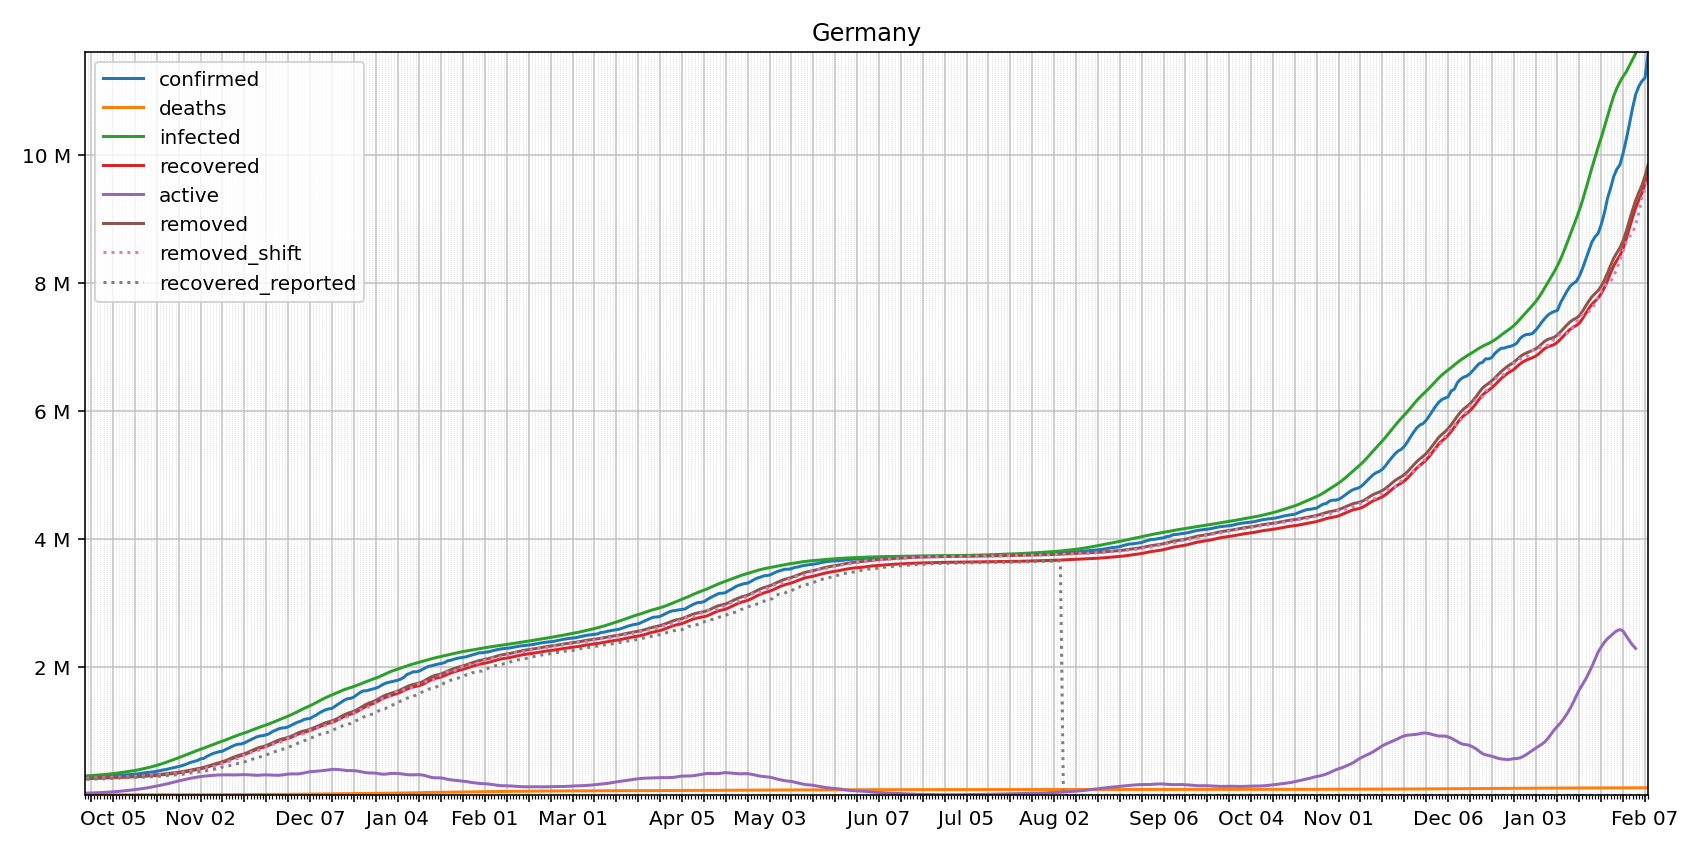 Germany
confirmed
deaths
infected
recovered
active
removed
removed_shift
recovered_reported
10 M
8 M
6 M
4 M
2 M
Oct 05 Nov 02 Dec 07 Jan 04 Feb 01 Mar 01 Apr 05 May 03 Jun 07 Jul 05 Aug 02 Sep 06 Oct 04 Nov 01 Dec 06 Jan 03 Feb 07